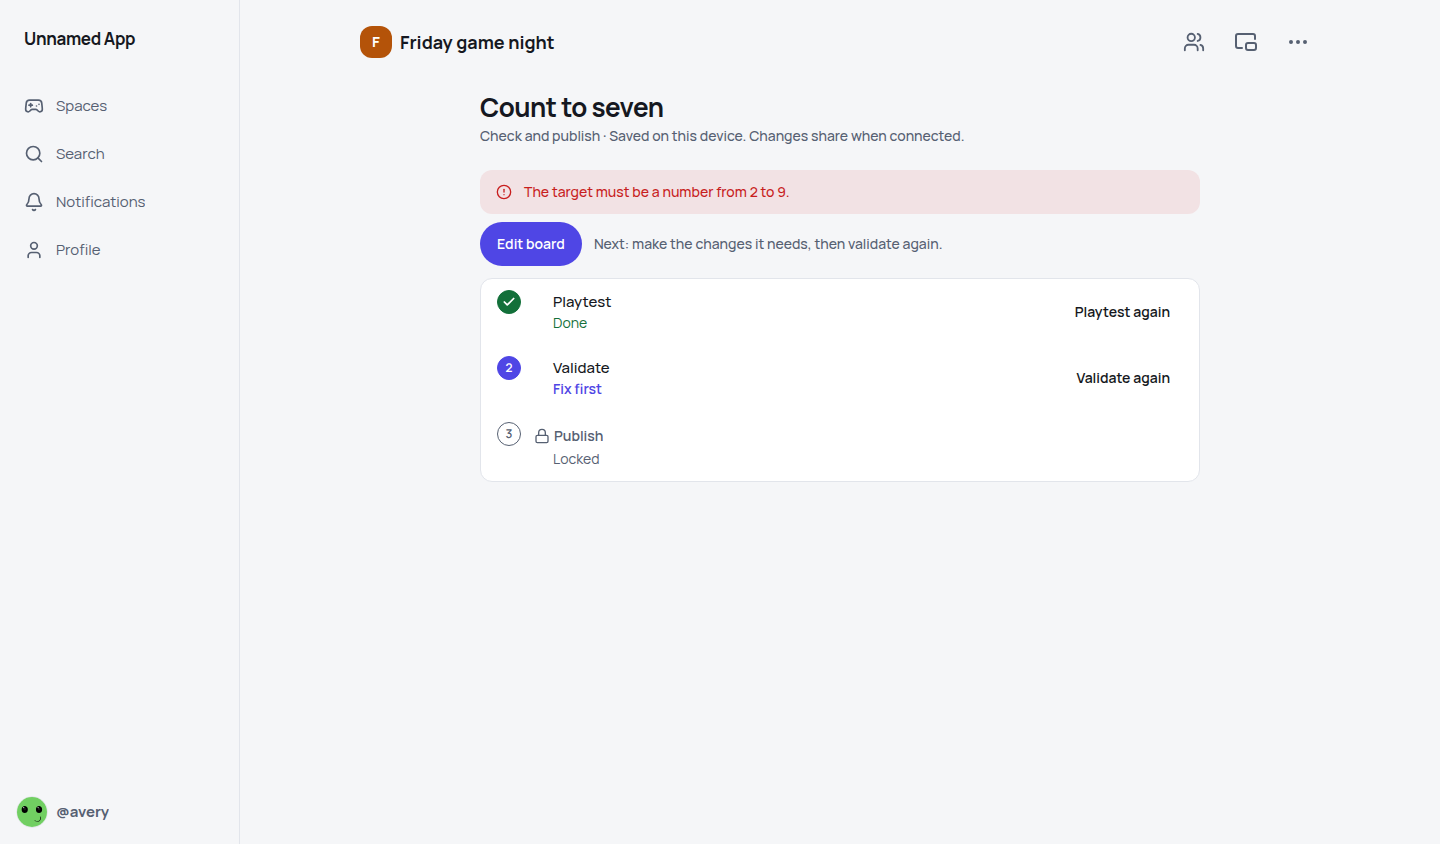 Unnamed App
Spaces
Search
Notifications
Profile
@avery
F
Friday game night
Count to seven
Check and publish · Saved on this device. Changes share when connected.
The target must be a number from 2 to 9.
Edit board
Next: make the changes it needs, then validate again.
Playtest
Done
Playtest again
2
Validate
Fix first
Validate again
3
Publish
Locked